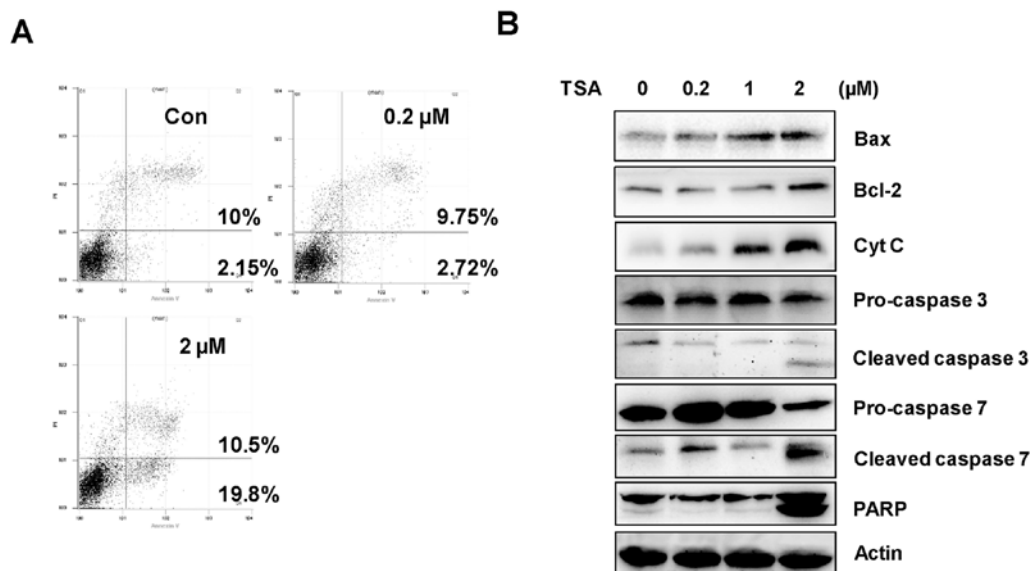 A
B
Con
10%
2.15%
0.2 µM
9.75%
2.72%
2 µM
10.5%
19.8%
TSA 0 0.2 1 2 (µM)
Bax
Bcl-2
Cyt C
Pro-caspase 3
Cleaved caspase 3
Pro-caspase 7
Cleaved caspase 7
PARP
Actin